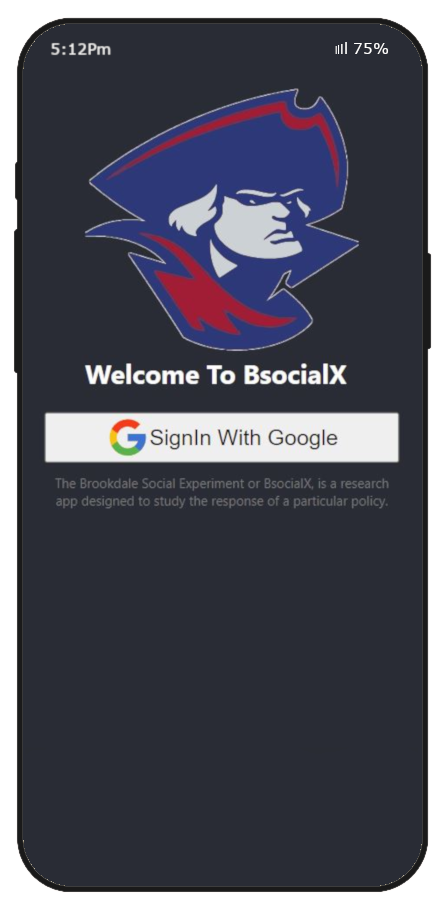 5:12Pm 75%
Welcome To BsocialX
SignIn With Google
The Brookdale Social Experiment or BsocialX, is a research
app designed to study the response of a particular policy.